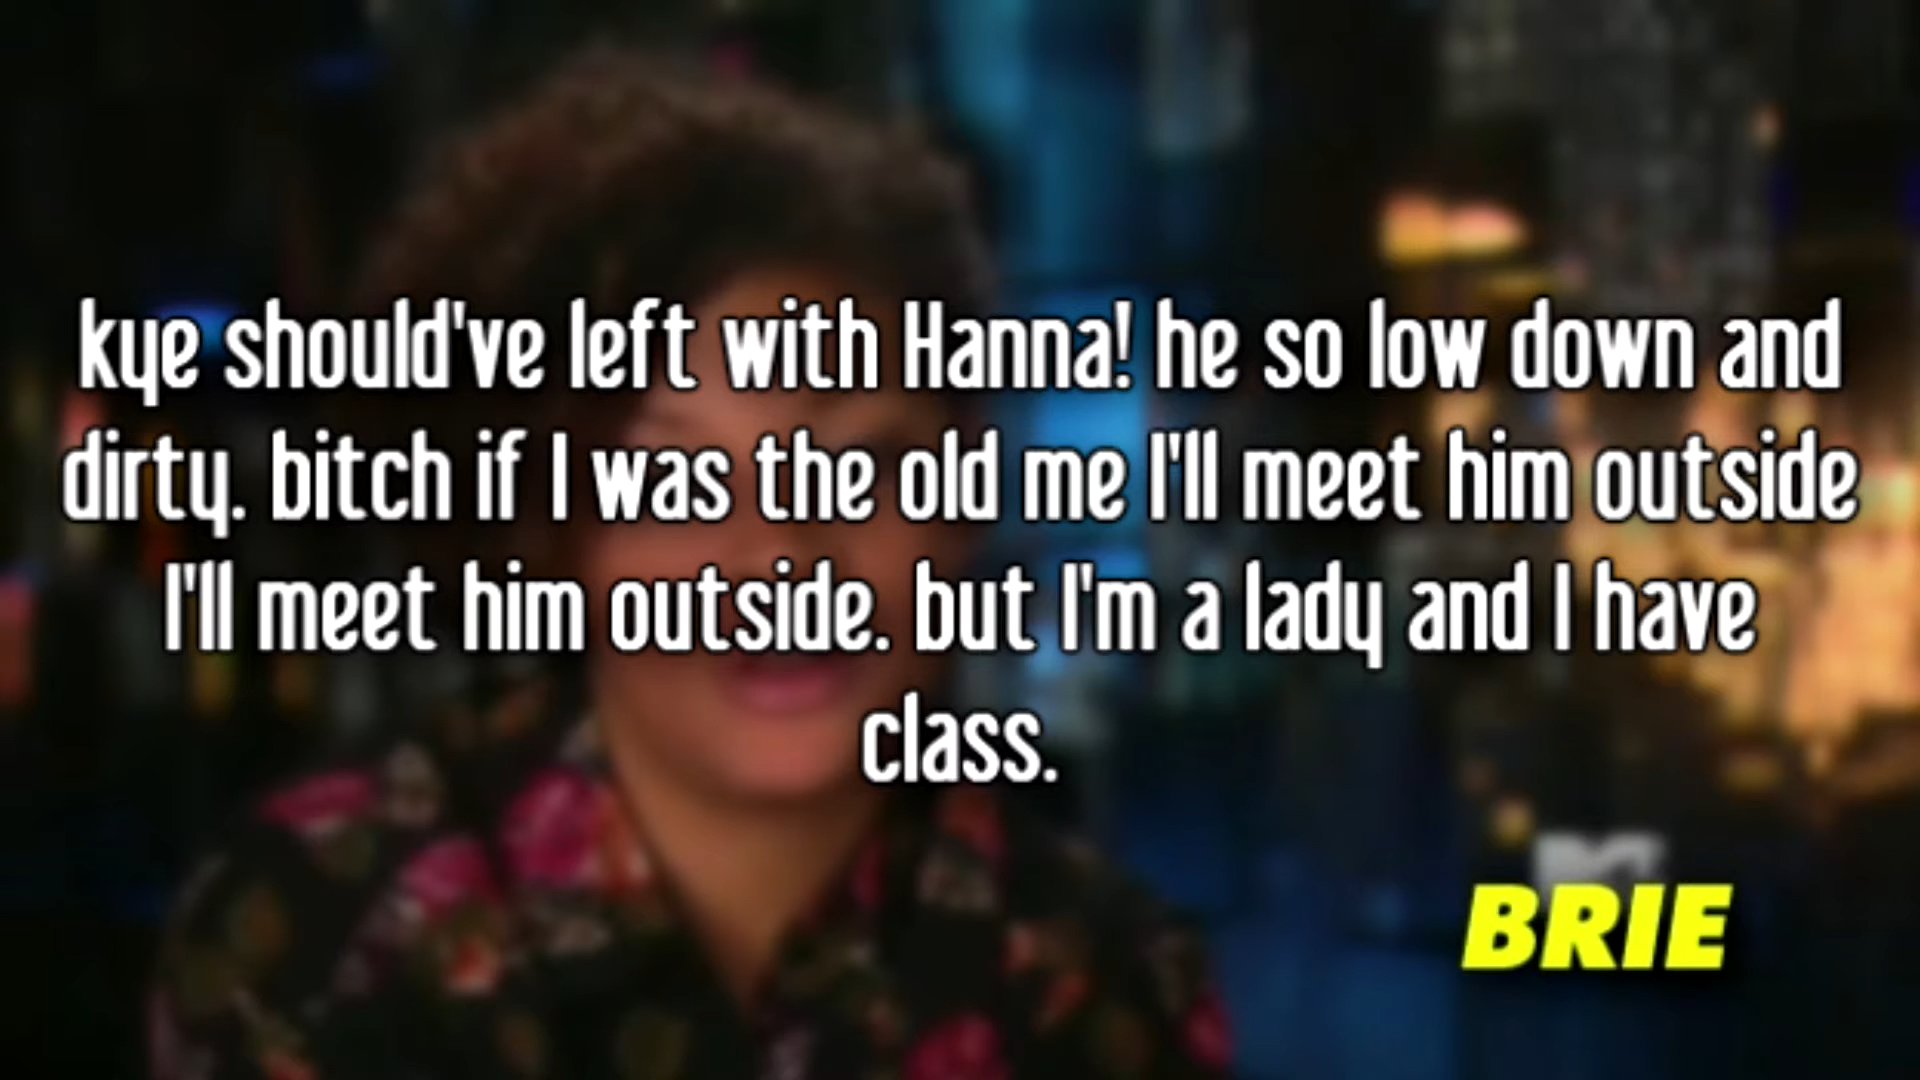 kye should've left with Hanna! he so low down and
dirty. bitch if I was the old me I'll meet him outside
I'll meet him outside. but I'm a lady and I have
class.
BRIE